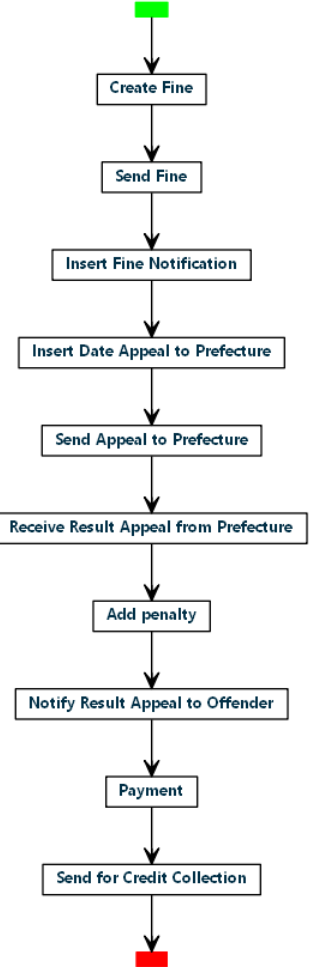 Create Fine
Send Fine
Insert Fine Notification
Insert Date Appeal to Prefecture
Send Appeal to Prefecture
Receive Result Appeal from Prefecture
Add penalty
Notify Result Appeal to Offender
Payment
Send for Credit Collection